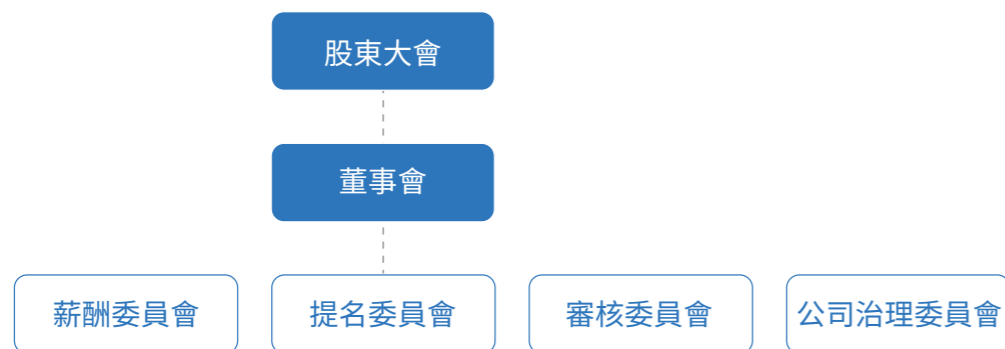 股東大會
董事會
薪酬委員會
提名委員會
審核委員會
公司治理委員會